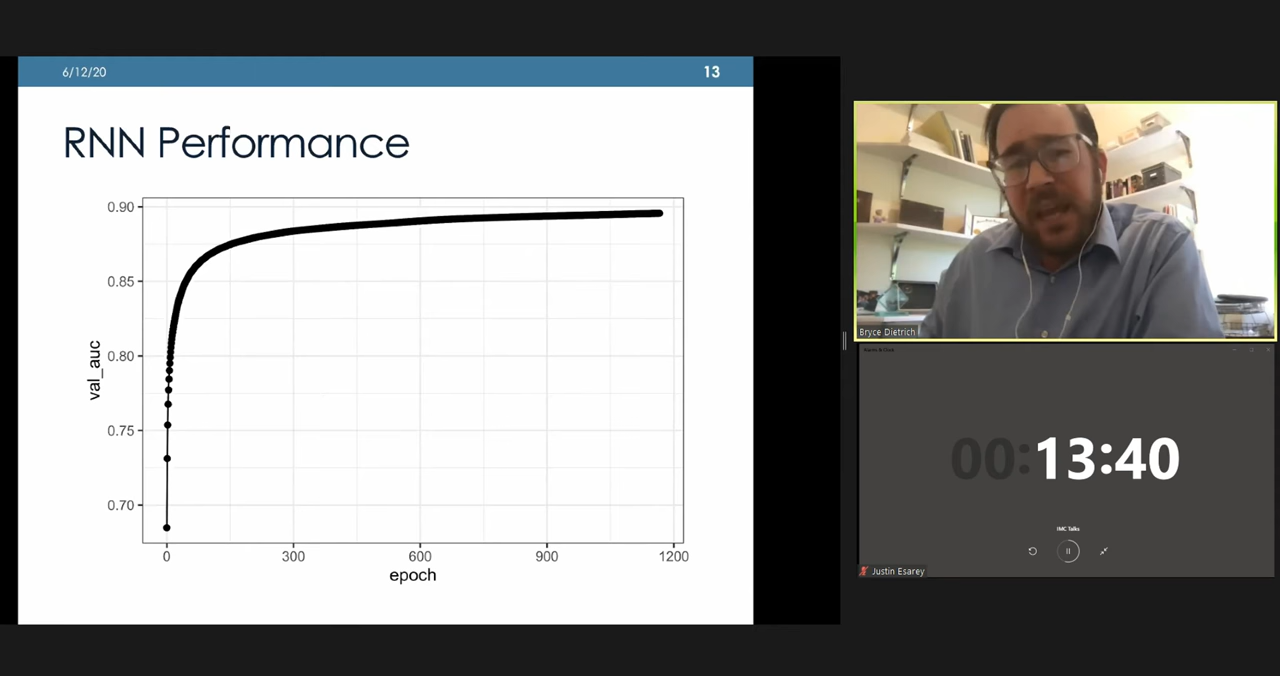 6/12/20
13
RNN Performance
0.90
0.85
0.80
0.75
0.70
val_auc
0
300
600
900
1200
epoch
Bryce Dietrich
00:13:40
IMC Talks
Justin Esarey